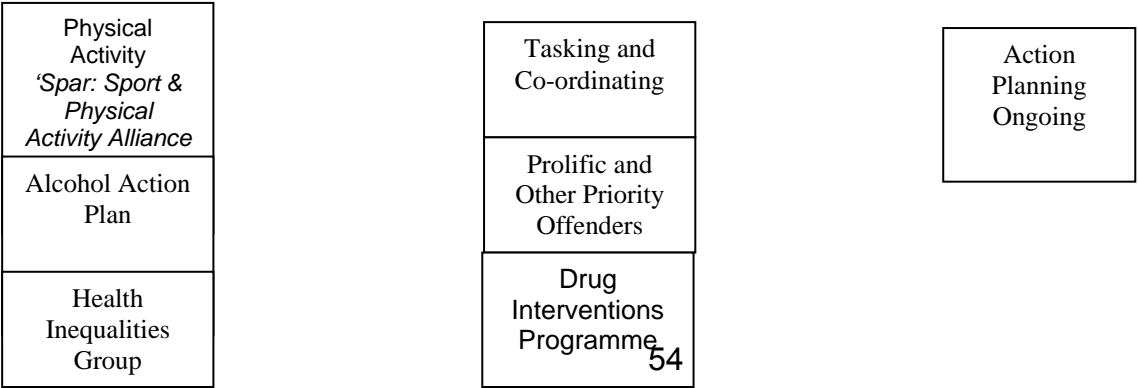 Physical
Activity
‘Spar: Sport &
Physical
Activity Alliance
Alcohol Action
Plan
Health
Inequalities
Group
Tasking and
Co-ordinating
Prolific and
Other Priority
Offenders
Drug
Interventions
Programme
54
Action
Planning
Ongoing